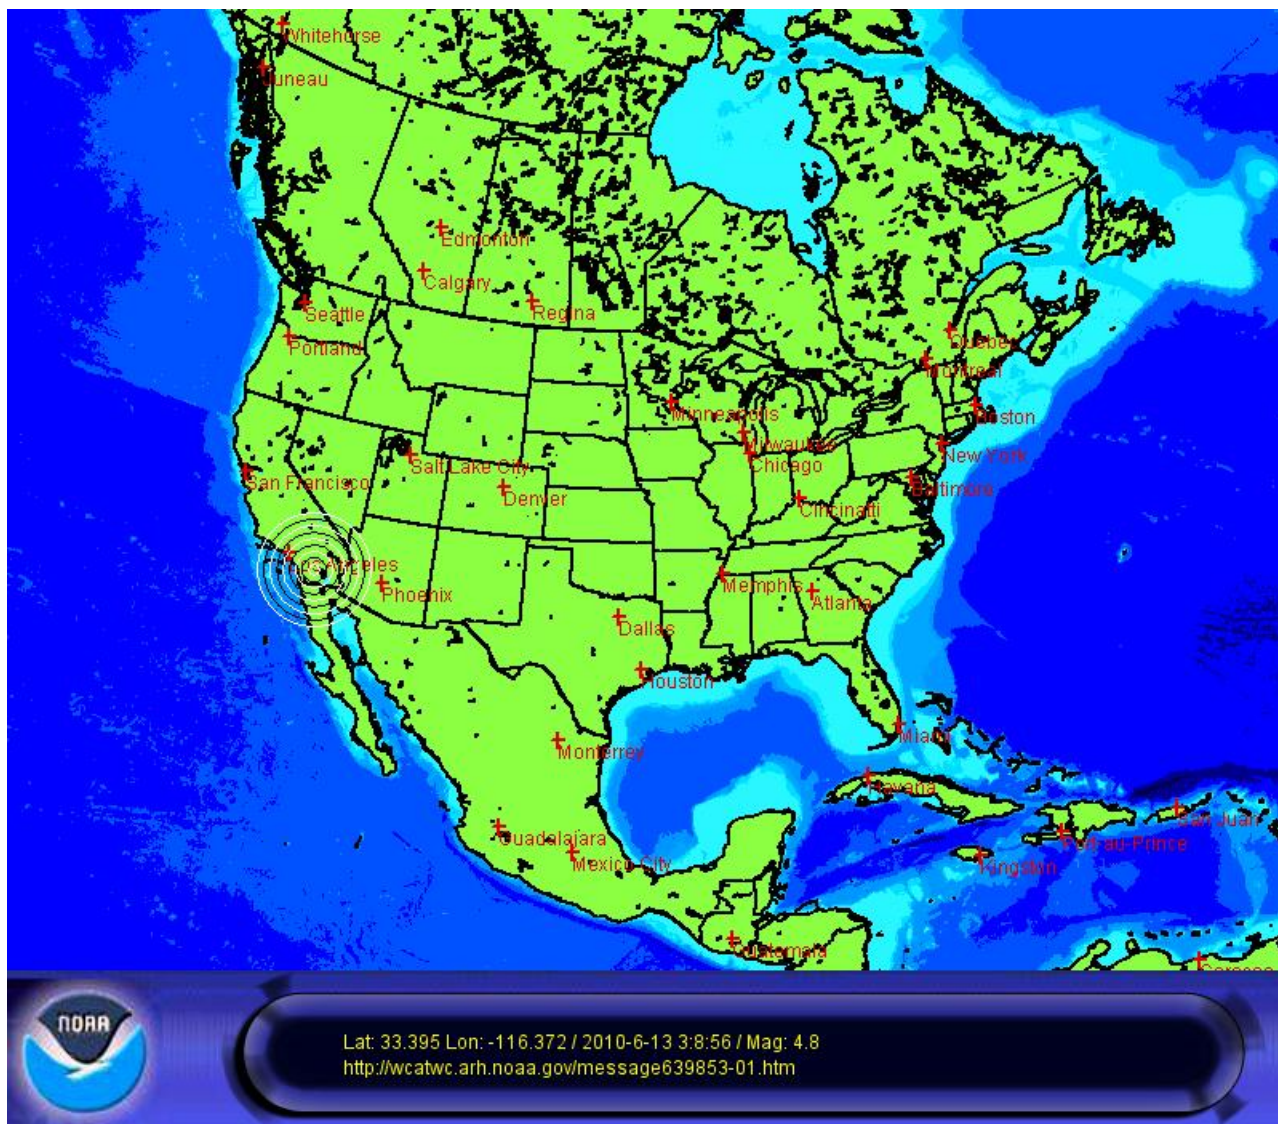 Whitehorse
Juneau
Edmonton
Calgary
Seattle
Regina
Portland
Quebec
Montreal
Minneapolis
Boston
Milwaukee
New York
Salt Lake City
Chicago
San Francisco
Denver
Baltimore
Cincinatti
Los Angeles
Phoenix
Memphis
Atlanta
Dallas
Houston
Miami
Monterrey
Havana
San Juan
Guadalajara
Port-au-Prince
Mexico City
Kingston
Guatemala
Caracas
NOAA
Lat: 33.395 Lon: -116.372 / 2010-6-13 3:8:56 / Mag: 4.8
http://wcatwc.arh.noaa.gov/message639853-01.htm